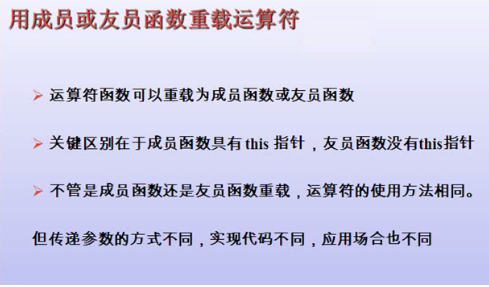 用成员或友员函数重载运算符
运算符函数可以重载为成员函数或友员函数
关键区别在于成员函数具有 this 指针，友员函数没有this指针
不管是成员函数还是友员函数重载，运算符的使用方法相同。
但传递参数的方式不同，实现代码不同，应用场合也不同